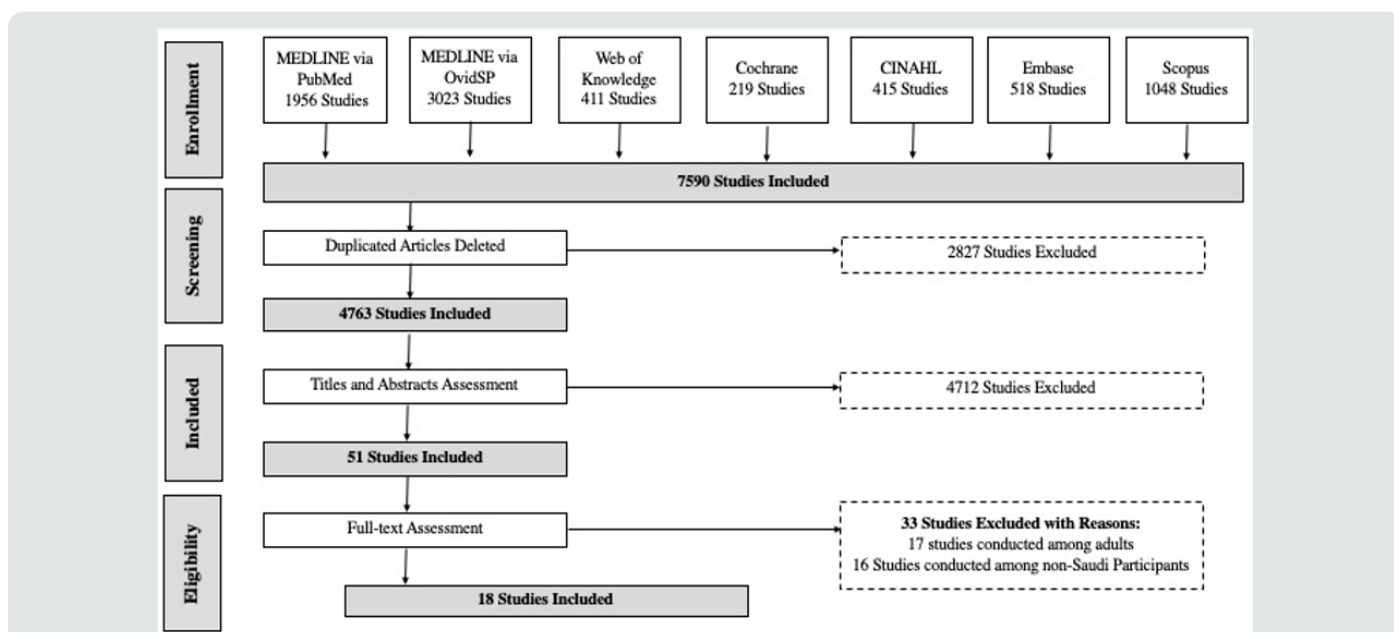 Enrollment
MEDLINE via
PubMed
1956 Studies
MEDLINE via
OvidSP
3023 Studies
Web of
Knowledge
411 Studies
Cochrane
219 Studies
CINAHL
415 Studies
Embase
518 Studies
Scopus
1048 Studies
7590 Studies Included
Screening
Duplicated Articles Deleted
2827 Studies Excluded
4763 Studies Included
Included
Titles and Abstracts Assessment
4712 Studies Excluded
51 Studies Included
Eligibility
Full-text Assessment
33 Studies Excluded with Reasons:
17 studies conducted among adults
16 Studies conducted among non-Saudi Participants
18 Studies Included